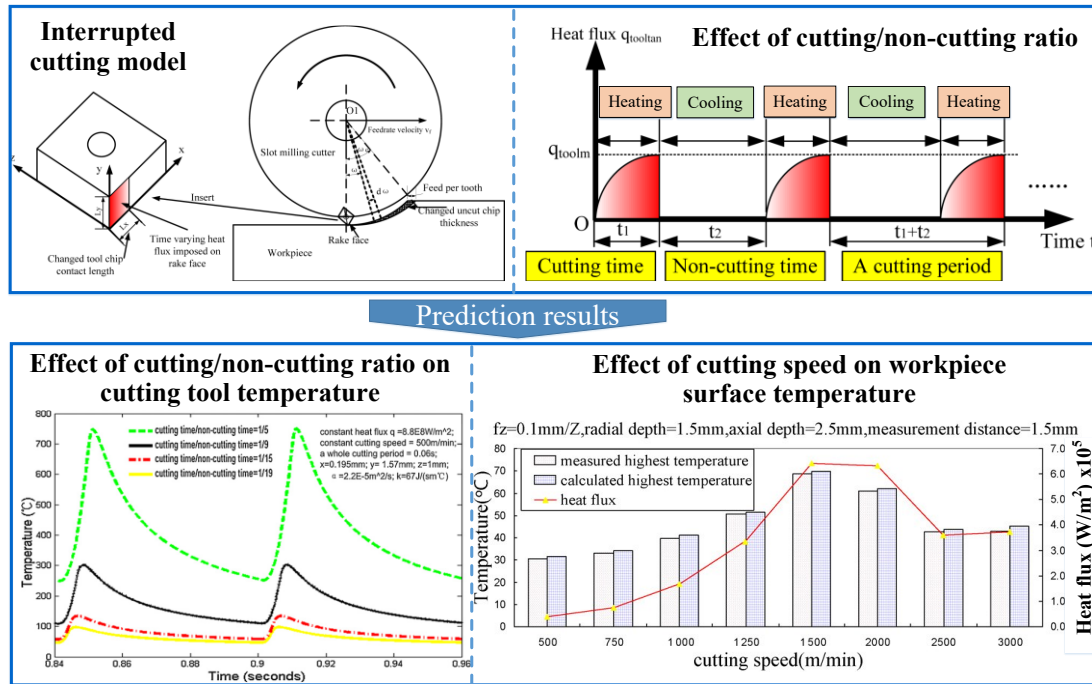 Interrupted
cutting model
O1
Feedrate velocity vf
Slot milling cutter
ω
d ω
Feed per tooth
Changed uncut chip
thickness
Insert
Rake face
Workpiece
z
y
x
Ly
Lx
Time varying heat
flux imposed on
rake face
Changed tool chip
contact length
Effect of cutting/non-cutting ratio
Heat flux qtooltan
Heating
Cooling
Heating
Cooling
Heating
qtoolm
......
O
t1
t2
t1+t2
Time t
Cutting time
Non-cutting time
A cutting period
Prediction results
Effect of cutting/non-cutting ratio on
cutting tool temperature
cutting time/non-cutting time=1/5
cutting time/non-cutting time=1/9
cutting time/non-cutting time=1/15
cutting time/non-cutting time=1/19
constant heat flux q =8.8E8W/m^2;
constant cutting speed = 500m/min;
a whole cutting period = 0.06s;
x=0.195mm; y= 1.57mm; z=1mm;
α=2.2E-5m^2/s; k=67J/(sm℃)
Temperature (℃)
800
700
600
500
400
300
200
100
0
0.84
0.86
0.88
0.9
0.92
0.94
0.96
Time (seconds)
Effect of cutting speed on workpiece
surface temperature
fz=0.1mm/Z,radial depth=1.5mm,axial depth=2.5mm,measurement distance=1.5mm
measured highest temperature
calculated highest temperature
heat flux
Temperature(℃)
80
70
60
50
40
30
20
10
0
7.0
6.0
5.0
4.0
3.0
2.0
1.0
0.0
Heat flux (W/m²) x10⁵
500
750
1000
1250
1500
2000
2500
3000
cutting speed(m/min)